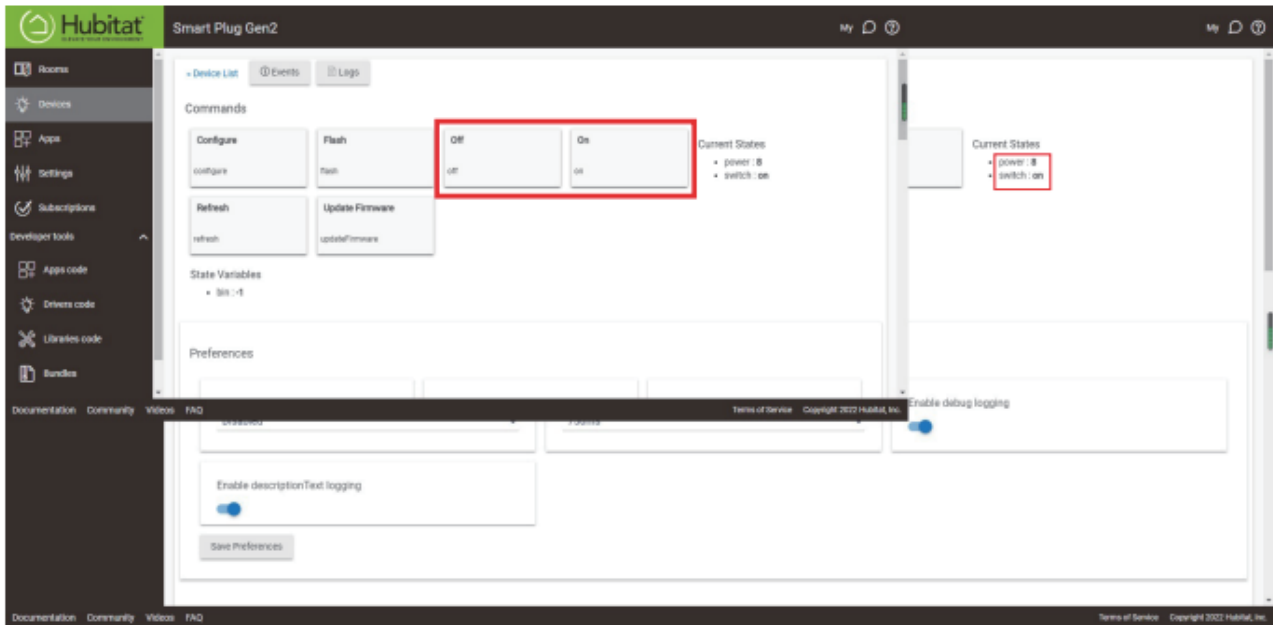 Hubitat
Smart Plug Gen2
My
My
Rooms
Devices
Apps
Settings
Subscriptions
Developer tools
Apps code
Drivers code
Libraries code
Bundles
« Device List
Events
Logs
Commands
Configure
configure
Flash
flash
Off
off
On
on
Current States
• power : 8
• switch : on
Current States
• power : 8
• switch : on
Refresh
refresh
Update Firmware
updateFirmware
State Variables
• bin : -1
Preferences
Documentation Community Videos FAQ
Terms of Service Copyright 2022 Hubitat, Inc.
Enable debug logging
Enable descriptionText logging
Save Preferences
Documentation Community Videos FAQ
Terms of Service Copyright 2022 Hubitat, Inc.